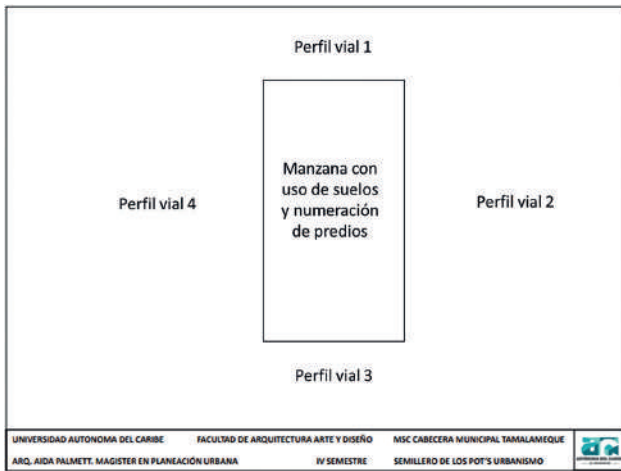 Perfil vial 1
Manzana con
uso de suelos
y numeración
de predios
Perfil vial 4
Perfil vial 2
Perfil vial 3
UNIVERSIDAD AUTONOMA DEL CARIBE FACULTAD DE ARQUITECTURA ARTE Y DISEÑO MSC CABECERA MUNICIPAL TAMALAMEQUE
ARQ. AIDA PALMETT. MAGISTER EN PLANEACIÓN URBANA IV SEMESTRE SEMILLERO DE LOS POT'S URBANISMO